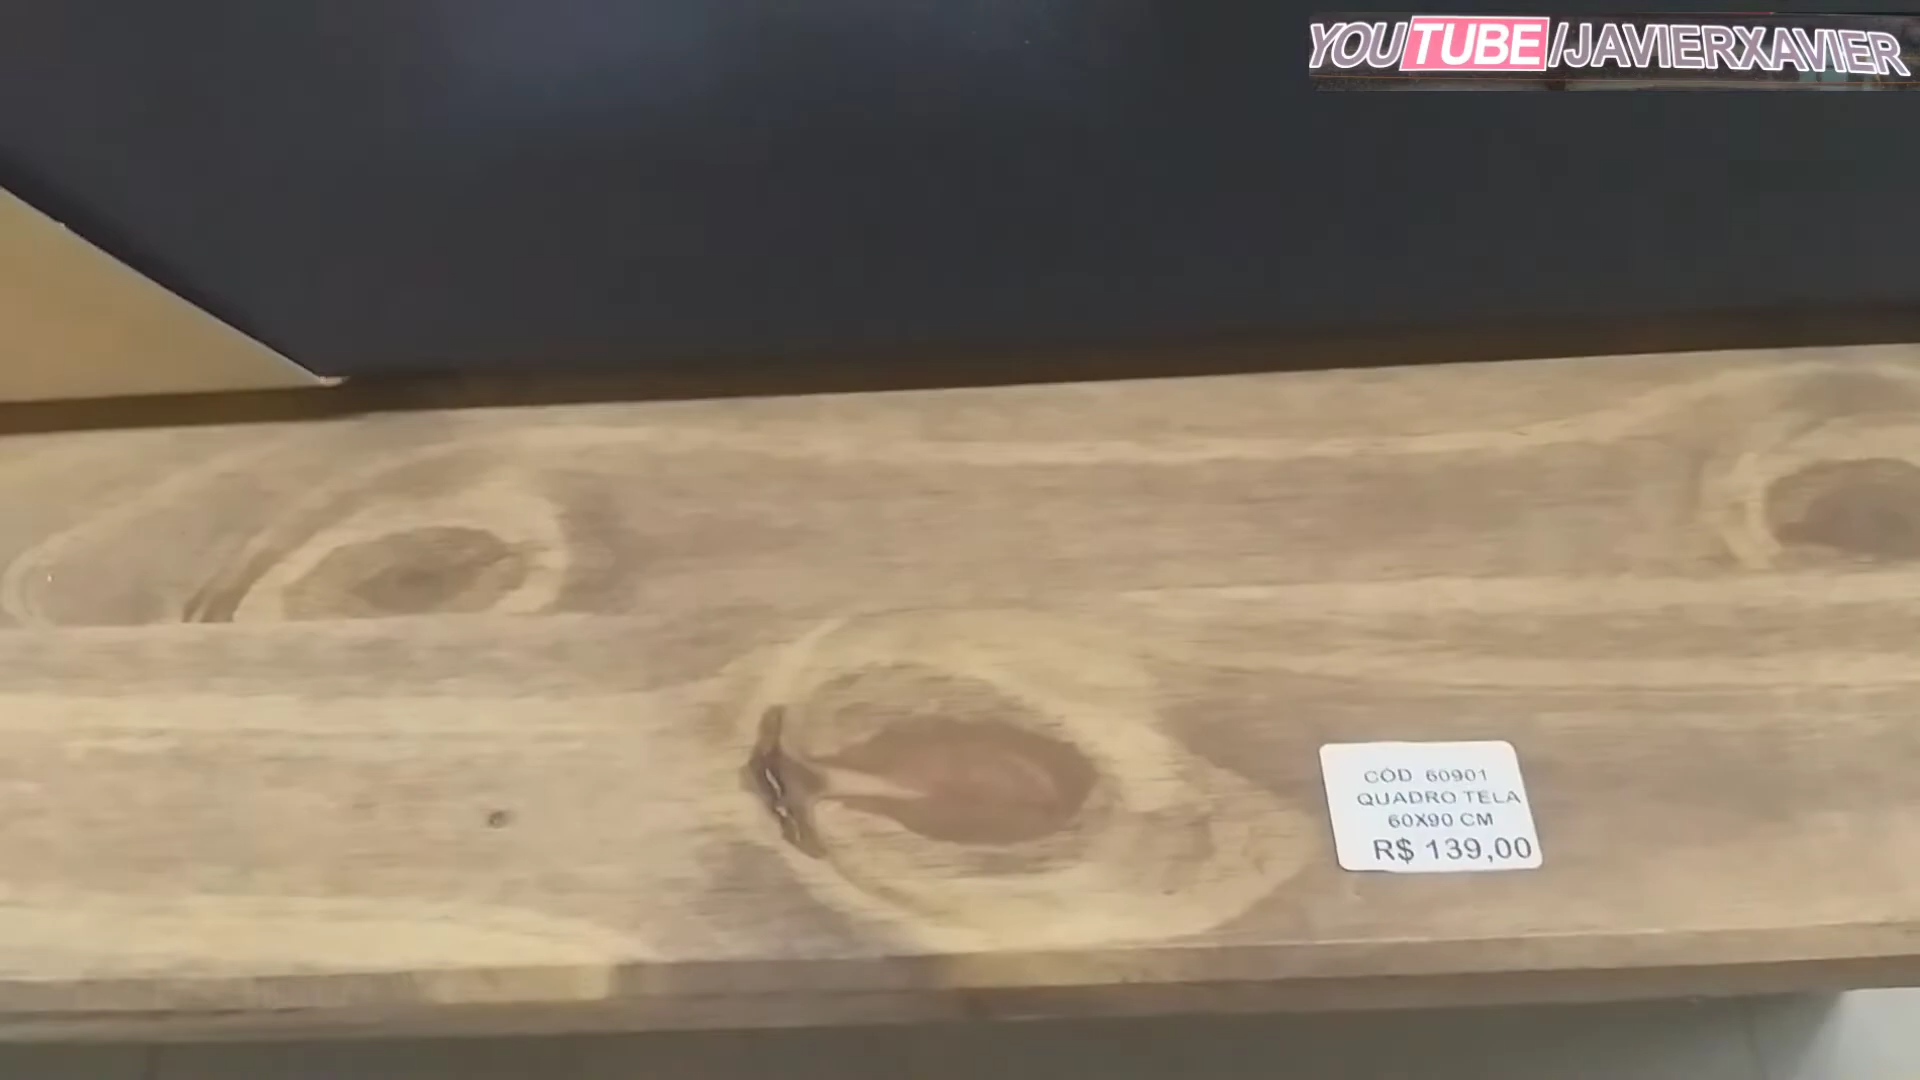 YOUTUBE/JAVIERXAVIER
CÓD 60901
QUADRO TELA
60X90 CM
R$ 139,00